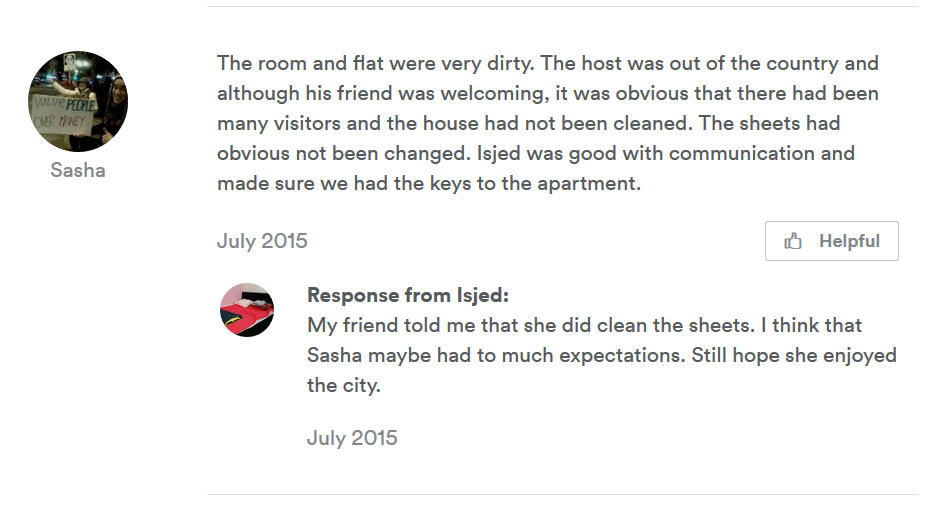 The room and flat were very dirty. The host was out of the country and
although his friend was welcoming, it was obvious that there had been
many visitors and the house had not been cleaned. The sheets had
obvious not been changed. Isjed was good with communication and
made sure we had the keys to the apartment.
VALUE PEOPLE
OVER MONEY
Sasha
July 2015
Helpful
Response from Isjed:
My friend told me that she did clean the sheets. I think that
Sasha maybe had to much expectations. Still hope she enjoyed
the city.
July 2015